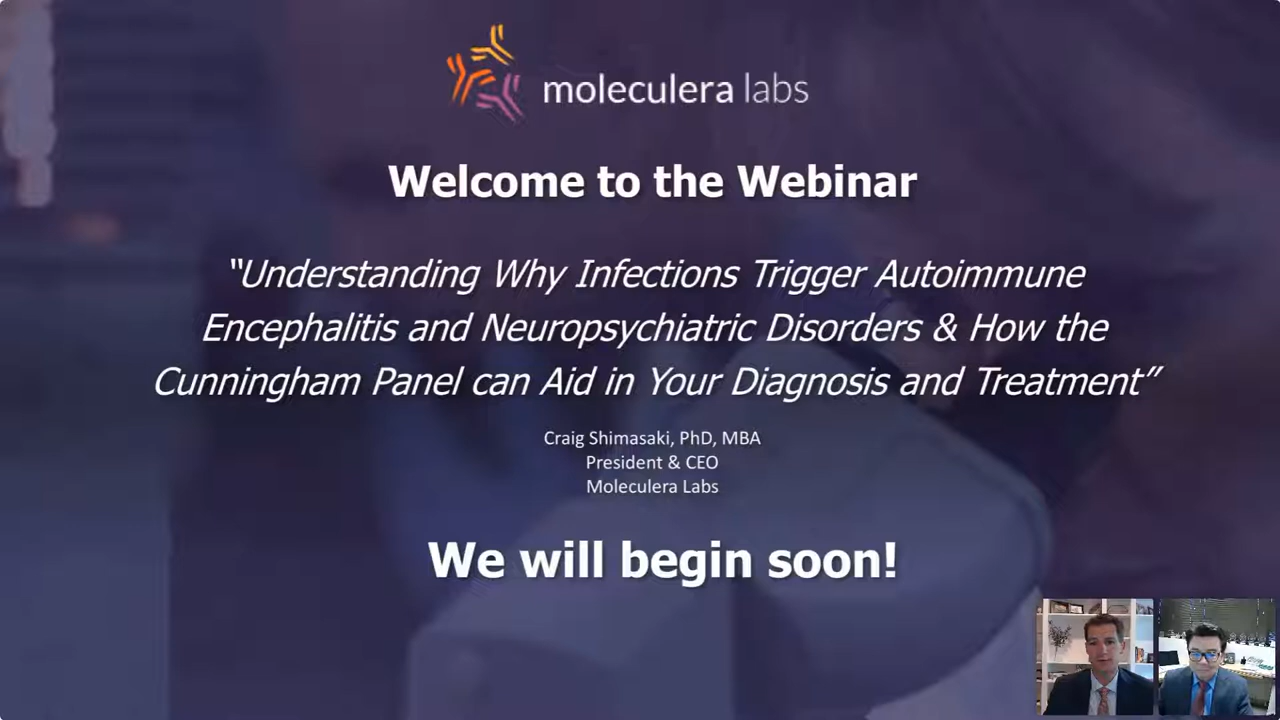 moleculera labs
Welcome to the Webinar
“Understanding Why Infections Trigger Autoimmune
Encephalitis and Neuropsychiatric Disorders & How the
Cunningham Panel can Aid in Your Diagnosis and Treatment”
Craig Shimasaki, PhD, MBA
President & CEO
Moleculera Labs
We will begin soon!